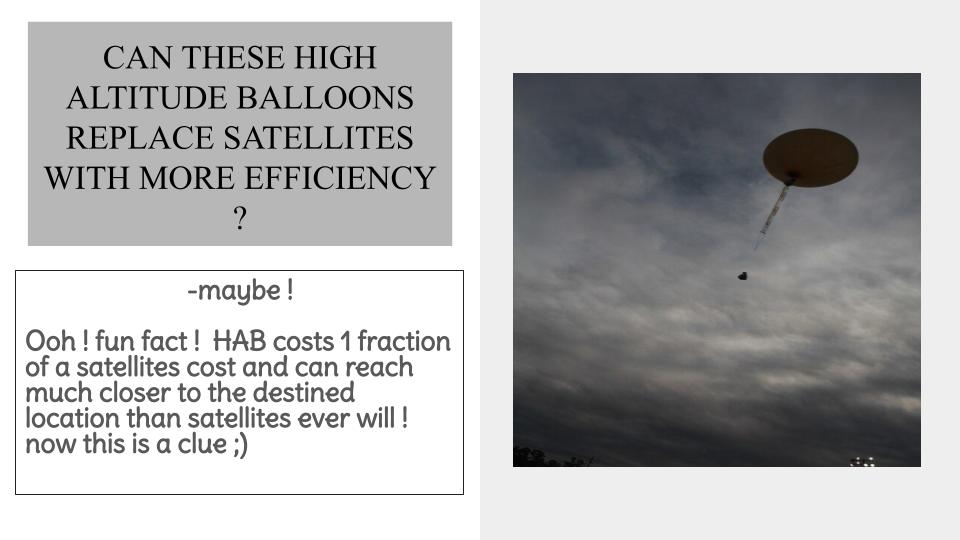 CAN THESE HIGH
ALTITUDE BALLOONS
REPLACE SATELLITES
WITH MORE EFFICIENCY
?
-maybe !
Ooh ! fun fact !  HAB costs 1 fraction
of a satellites cost and can reach
much closer to the destined
location than satellites ever will !
now this is a clue ;)